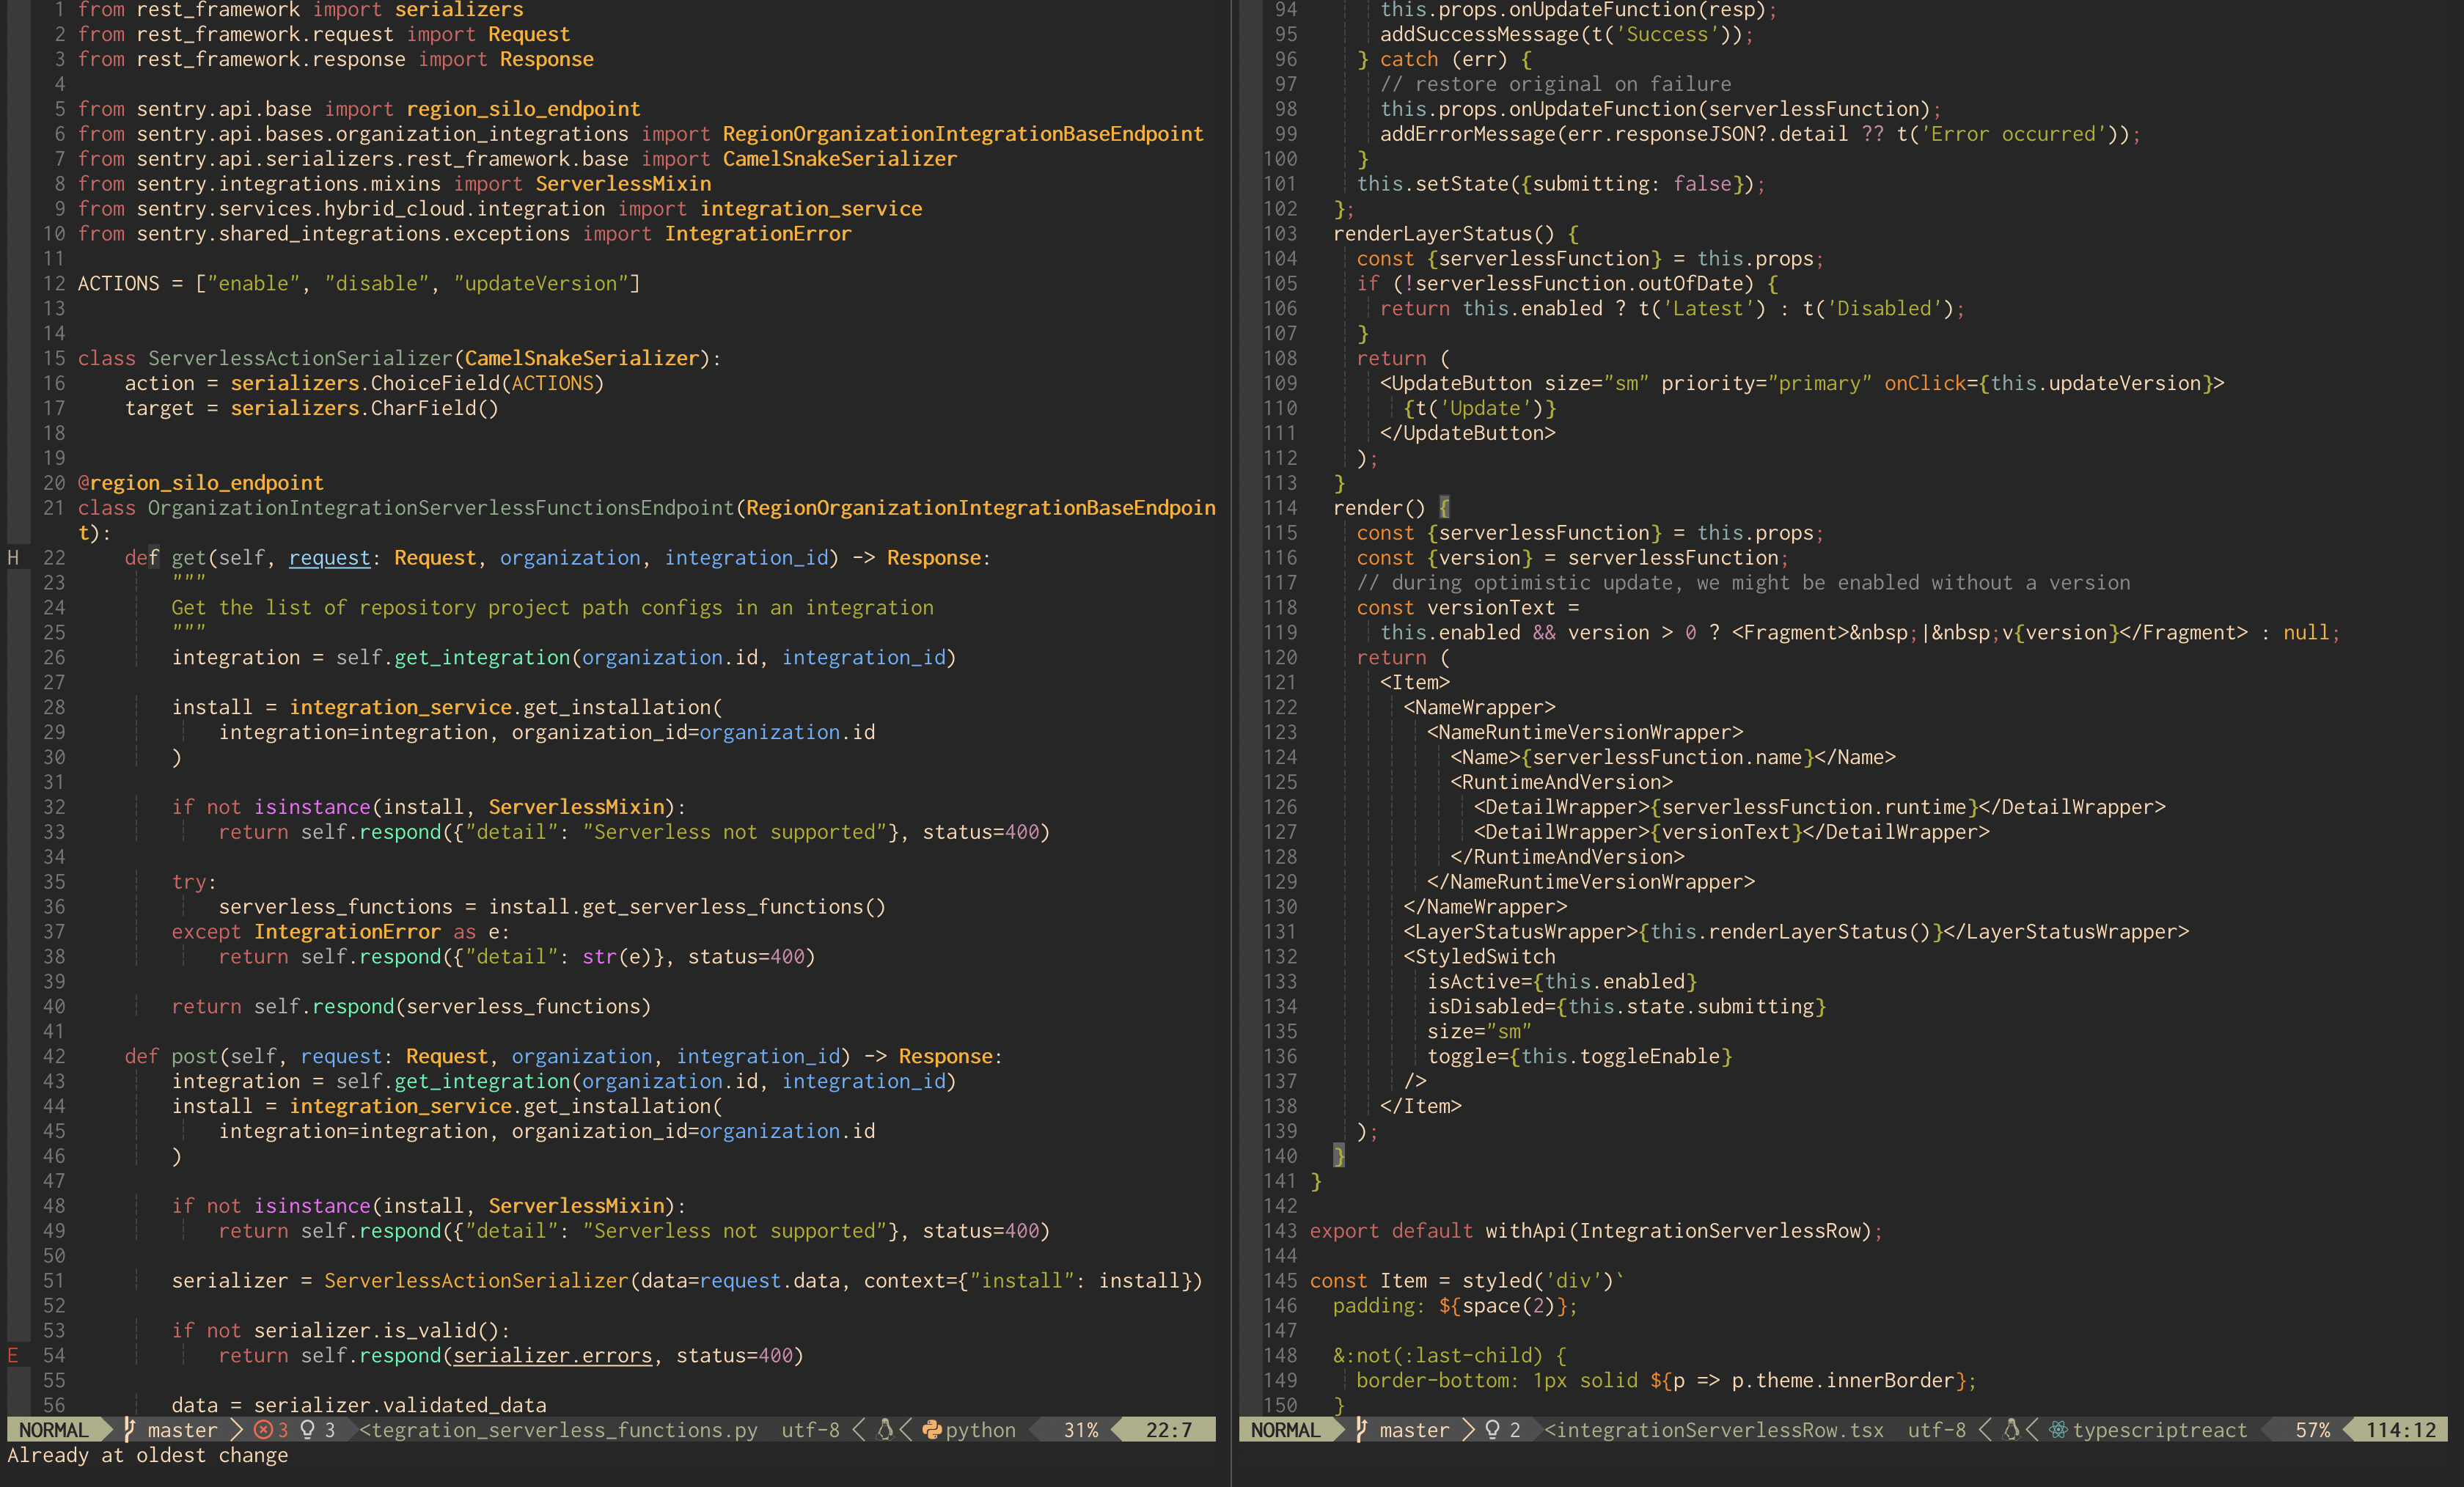 1 from rest_framework import serializers
2 from rest_framework.request import Request
3 from rest_framework.response import Response
4
5 from sentry.api.base import region_silo_endpoint
6 from sentry.api.bases.organization_integrations import RegionOrganizationIntegrationBaseEndpoint
7 from sentry.api.serializers.rest_framework.base import CamelSnakeSerializer
8 from sentry.integrations.mixins import ServerlessMixin
9 from sentry.services.hybrid_cloud.integration import integration_service
10 from sentry.shared_integrations.exceptions import IntegrationError
11
12 ACTIONS = ["enable", "disable", "updateVersion"]
13
14
15 class ServerlessActionSerializer(CamelSnakeSerializer):
16     action = serializers.ChoiceField(ACTIONS)
17     target = serializers.CharField()
18
19
20 @region_silo_endpoint
21 class OrganizationIntegrationServerlessFunctionsEndpoint(RegionOrganizationIntegrationBaseEndpoin
t):
H 22     def get(self, request: Request, organization, integration_id) -> Response:
23         """
24         Get the list of repository project path configs in an integration
25         """
26         integration = self.get_integration(organization.id, integration_id)
27
28         install = integration_service.get_installation(
29             integration=integration, organization_id=organization.id
30         )
31
32         if not isinstance(install, ServerlessMixin):
33             return self.respond({"detail": "Serverless not supported"}, status=400)
34
35         try:
36             serverless_functions = install.get_serverless_functions()
37         except IntegrationError as e:
38             return self.respond({"detail": str(e)}, status=400)
39
40         return self.respond(serverless_functions)
41
42     def post(self, request: Request, organization, integration_id) -> Response:
43         integration = self.get_integration(organization.id, integration_id)
44         install = integration_service.get_installation(
45             integration=integration, organization_id=organization.id
46         )
47
48         if not isinstance(install, ServerlessMixin):
49             return self.respond({"detail": "Serverless not supported"}, status=400)
50
51         serializer = ServerlessActionSerializer(data=request.data, context={"install": install})
52
53         if not serializer.is_valid():
E 54             return self.respond(serializer.errors, status=400)
55
56         data = serializer.validated_data
NORMAL master 3 3 <tegration_serverless_functions.py utf-8 < < python 31% 22:7
Already at oldest change
94       this.props.onUpdateFunction(resp);
95       addSuccessMessage(t('Success'));
96     } catch (err) {
97       // restore original on failure
98       this.props.onUpdateFunction(serverlessFunction);
99       addErrorMessage(err.responseJSON?.detail ?? t('Error occurred'));
100     }
101     this.setState({submitting: false});
102   };
103   renderLayerStatus() {
104     const {serverlessFunction} = this.props;
105     if (!serverlessFunction.outOfDate) {
106       return this.enabled ? t('Latest') : t('Disabled');
107     }
108     return (
109       <UpdateButton size="sm" priority="primary" onClick={this.updateVersion}>
110         {t('Update')}
111       </UpdateButton>
112     );
113   }
114   render() {
115     const {serverlessFunction} = this.props;
116     const {version} = serverlessFunction;
117     // during optimistic update, we might be enabled without a version
118     const versionText =
119       this.enabled && version > 0 ? <Fragment>&nbsp;|&nbsp;v{version}</Fragment> : null;
120     return (
121       <Item>
122         <NameWrapper>
123           <NameRuntimeVersionWrapper>
124             <Name>{serverlessFunction.name}</Name>
125             <RuntimeAndVersion>
126               <DetailWrapper>{serverlessFunction.runtime}</DetailWrapper>
127               <DetailWrapper>{versionText}</DetailWrapper>
128             </RuntimeAndVersion>
129           </NameRuntimeVersionWrapper>
130         </NameWrapper>
131         <LayerStatusWrapper>{this.renderLayerStatus()}</LayerStatusWrapper>
132         <StyledSwitch
133           isActive={this.enabled}
134           isDisabled={this.state.submitting}
135           size="sm"
136           toggle={this.toggleEnable}
137         />
138       </Item>
139     );
140   }
141 }
142
143 export default withApi(IntegrationServerlessRow);
144
145 const Item = styled('div')`
146   padding: ${space(2)};
147
148   &:not(:last-child) {
149     border-bottom: 1px solid ${p => p.theme.innerBorder};
150   }
NORMAL master 2 <integrationServerlessRow.tsx utf-8 < < typescriptreact 57% 114:12